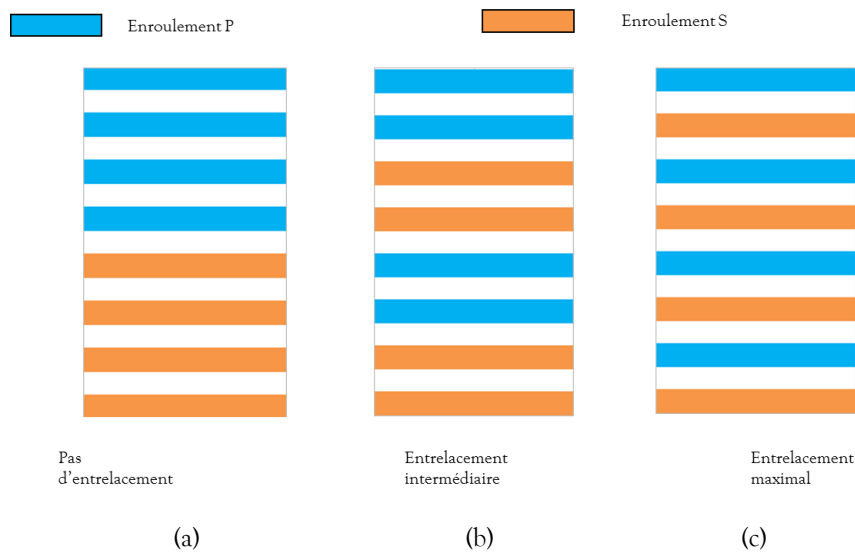 Enroulement P
Enroulement S
Pas
d'entrelacement
Entrelacement
intermédiaire
Entrelacement
maximal
(a)
(b)
(c)